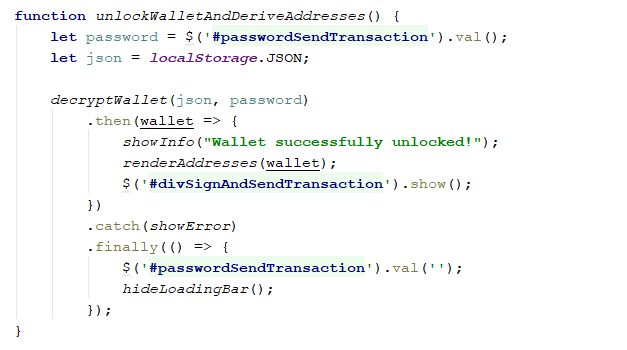 function unlockWalletAndDeriveAddresses() {
    let password = $('#passwordSendTransaction').val();
    let json = localStorage.JSON;

    decryptWallet(json, password)
        .then(wallet => {
            showInfo("Wallet successfully unlocked!");
            renderAddresses(wallet);
            $('#divSignAndSendTransaction').show();
        })
        .catch(showError)
        .finally(() => {
            $('#passwordSendTransaction').val('');
            hideLoadingBar();
        });
}